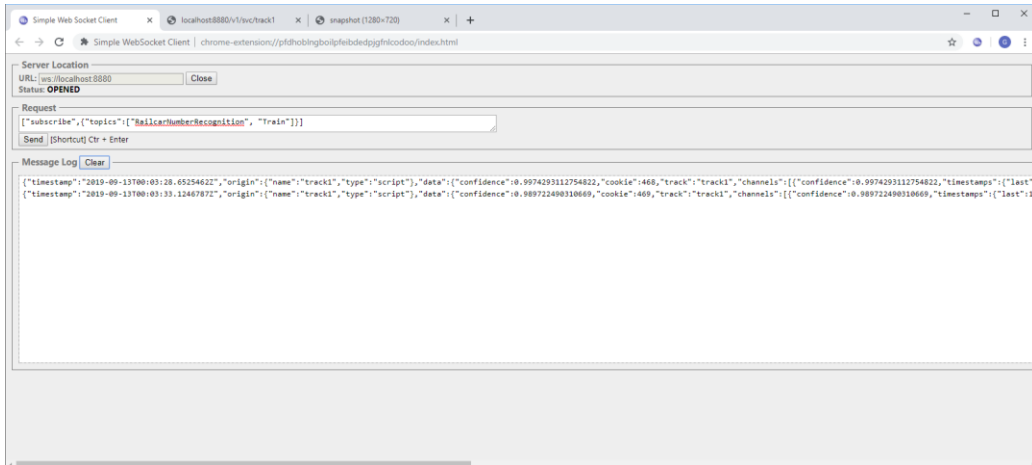 Simple Web Socket Client
localhost:8880/v1/svc/track1
snapshot (1280×720)
Simple WebSocket Client | chrome-extension://pfdhoblngboilpfeibdedpjgfnlcodoo/index.html
Server Location
URL: ws://localhost:8880 Close
Status: OPENED
Request
["subscribe",{"topics":["RailcarNumberRecognition", "Train"]}]
Send [Shortcut] Ctr + Enter
Message Log Clear
{"timestamp":"2019-09-13T00:03:28.6525462Z","origin":{"name":"track1","type":"script"},"data":{"confidence":0.9974293112754822,"cookie":468,"track":"track1","channels":[{"confidence":0.9974293112754822,"timestamps":{"last"
{"timestamp":"2019-09-13T00:03:33.1246787Z","origin":{"name":"track1","type":"script"},"data":{"confidence":0.989722490310669,"cookie":469,"track":"track1","channels":[{"confidence":0.989722490310669,"timestamps":{"last":1